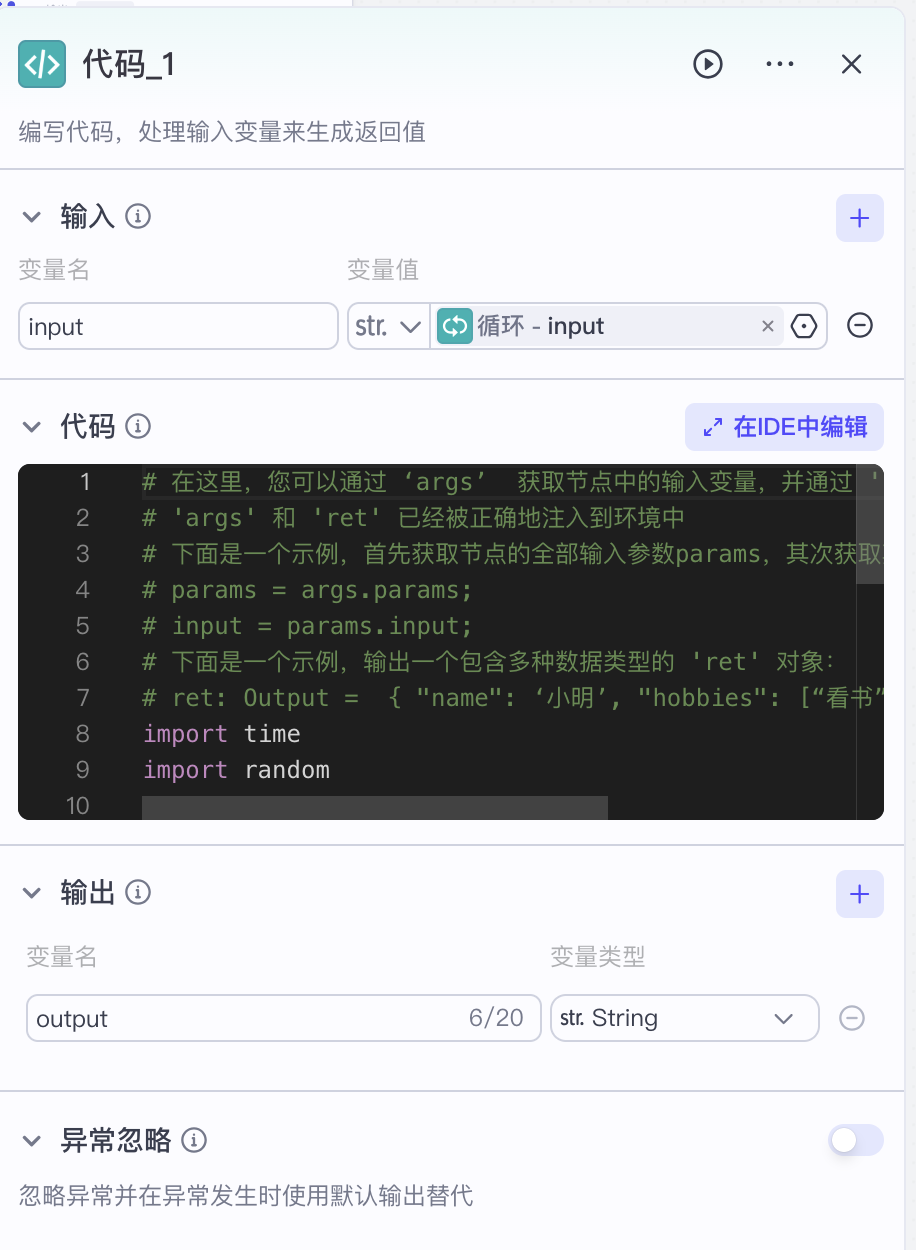 代码_1
编写代码，处理输入变量来生成返回值
输入
变量名 变量值
input str. 循环 - input
代码 在IDE中编辑
1 # 在这里，您可以通过 ‘args’ 获取节点中的输入变量，并通过 '
2 # 'args' 和 'ret' 已经被正确地注入到环境中
3 # 下面是一个示例，首先获取节点的全部输入参数params，其次获取
4 # params = args.params;
5 # input = params.input;
6 # 下面是一个示例，输出一个包含多种数据类型的 'ret' 对象：
7 # ret: Output = { "name": ‘小明’, "hobbies": [“看书”
8 import time
9 import random
10
输出
变量名 变量类型
output 6/20 str. String
异常忽略
忽略异常并在异常发生时使用默认输出替代